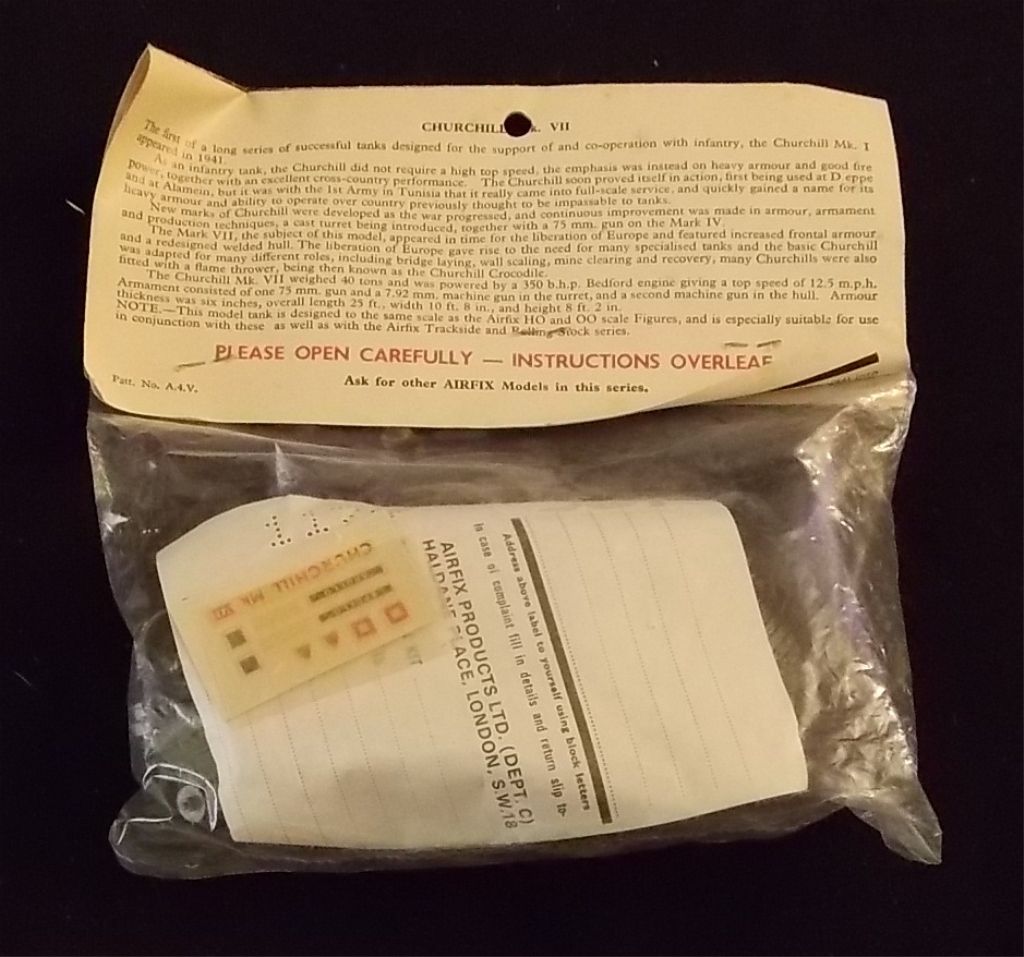 CHURCHILL Mk. VII
The first of a long series of successful tanks designed for the support of and co-operation with infantry, the Churchill Mk. I
appeared in 1941.
As an infantry tank, the Churchill did not require a high top speed, the emphasis was instead on heavy armour and good fire
power, together with an excellent cross-country performance. The Churchill soon proved itself in action, first being used at D eppe
and at Alamein, but it was with the 1st Army in Tunisia that it really came into full-scale service, and quickly gained a name for its
heavy armour and ability to operate over country previously thought to be impassable to tanks.
New marks of Churchill were developed as the war progressed, and continuous improvement was made in armour, armament
and production techniques, a cast turret being introduced, together with a 75 mm. gun on the Mark IV.
The Mark VII, the subject of this model, appeared in time for the liberation of Europe and featured increased frontal armour
and a redesigned welded hull. The liberation of Europe gave rise to the need for many specialised tanks and the basic Churchill
was adapted for many different roles, including bridge laying, wall scaling, mine clearing and recovery, many Churchills were also
fitted with a flame thrower, being then known as the Churchill Crocodile.
The Churchill Mk. VII weighed 40 tons and was powered by a 350 b.h.p. Bedford engine giving a top speed of 12.5 m.p.h.
Armament consisted of one 75 mm. gun and a 7.92 mm. machine gun in the turret, and a second machine gun in the hull. Armour
thickness was six inches, overall length 25 ft., width 10 ft. 8 in., and height 8 ft. 2 in.
NOTE.—This model tank is designed to the same scale as the Airfix HO and OO scale Figures, and is especially suitable for use
in conjunction with these as well as with the Airfix Trackside and Rolling Stock series.
PLEASE OPEN CAREFULLY — INSTRUCTIONS OVERLEAF
Patt. No. A.4.V.
Ask for other AIRFIX Models in this series.
11
CHURCHILL MK VII
KIT
Address above label to yourself using block letters
In case of complaint fill in details and return slip to-
AIRFIX PRODUCTS LTD. (DEPT. C)
HALDANE PLACE, LONDON, S.W.18